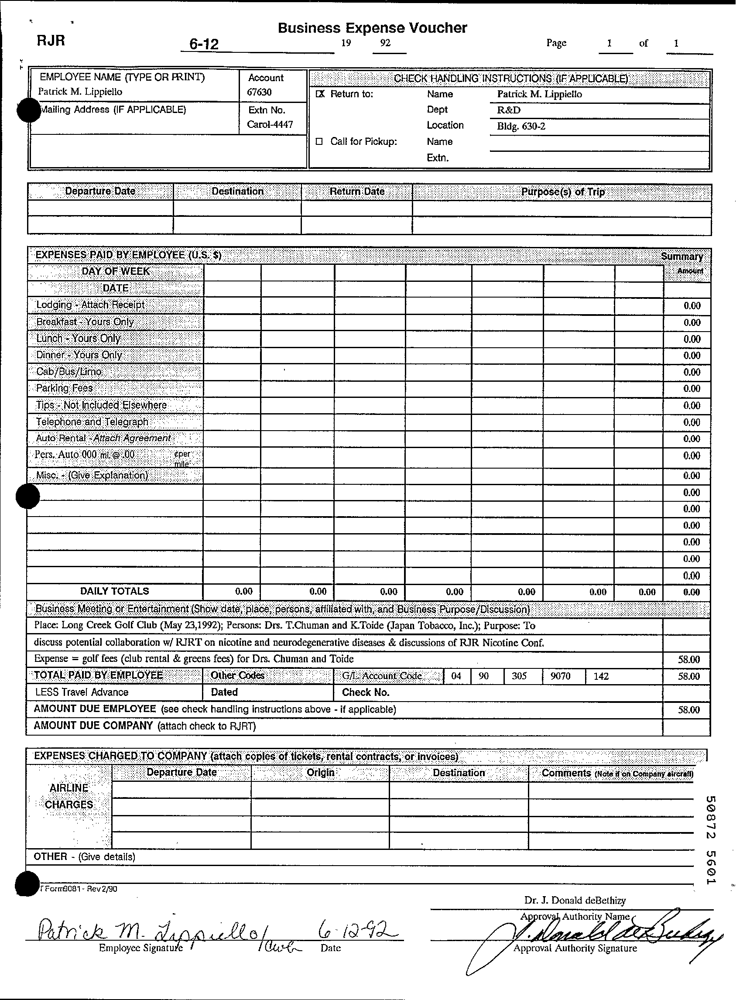 Business Expense Voucher
RJR 6-12 19 92 Page 1 of 1
EMPLOYEE NAME (TYPE OR PRINT) Account CHECK HANDLING INSTRUCTIONS (IF APPLICABLE)
Patrick M. Lippiello 67630 ☒ Return to: Name Patrick M. Lippiello
Mailing Address (IF APPLICABLE) Extn No. Dept R&D
Carol-4447 Location Bldg. 630-2
☐ Call for Pickup: Name
Extn.
Departure Date Destination Return Date Purpose(s) of Trip
EXPENSES PAID BY EMPLOYEE (U.S. $) Summary
DAY OF WEEK Amount
DATE
Lodging - Attach Receipt 0.00
Breakfast - Yours Only 0.00
Lunch - Yours Only 0.00
Dinner - Yours Only 0.00
Cab/Bus/Limo 0.00
Parking Fees 0.00
Tips - Not Included Elsewhere 0.00
Telephone and Telegraph 0.00
Auto Rental - Attach Agreement 0.00
Pers. Auto 000 mi. @ .00 ¢per mile 0.00
Misc. - (Give Explanation) 0.00
0.00
0.00
0.00
0.00
0.00
0.00
DAILY TOTALS 0.00 0.00 0.00 0.00 0.00 0.00 0.00 0.00
Business Meeting or Entertainment (Show date, place, persons, affiliated with, and Business Purpose/Discussion)
Place: Long Creek Golf Club (May 23,1992); Persons: Drs. T.Chuman and K.Toide (Japan Tobacco, Inc.); Purpose: To
discuss potential collaboration w/ RJRT on nicotine and neurodegenerative diseases & discussions of RJR Nicotine Conf.
Expense = golf fees (club rental & greens fees) for Drs. Chuman and Toide 58.00
TOTAL PAID BY EMPLOYEE Other Codes G/L Account Code 04 90 305 9070 142 58.00
LESS Travel Advance Dated Check No.
AMOUNT DUE EMPLOYEE (see check handling instructions above - if applicable) 58.00
AMOUNT DUE COMPANY (attach check to RJRT)
EXPENSES CHARGED TO COMPANY (attach copies of tickets, rental contracts, or invoices)
Departure Date Origin Destination Comments (Note if on Company aircraft)
AIRLINE
CHARGES
OTHER - (Give details)
50872 5601
Form6081 - Rev 2/90
Dr. J. Donald deBethizy
Approval Authority Name
Patrick M. Lippiello/ 6-12-92 J. Donald deBethizy
Employee Signature Date Approval Authority Signature